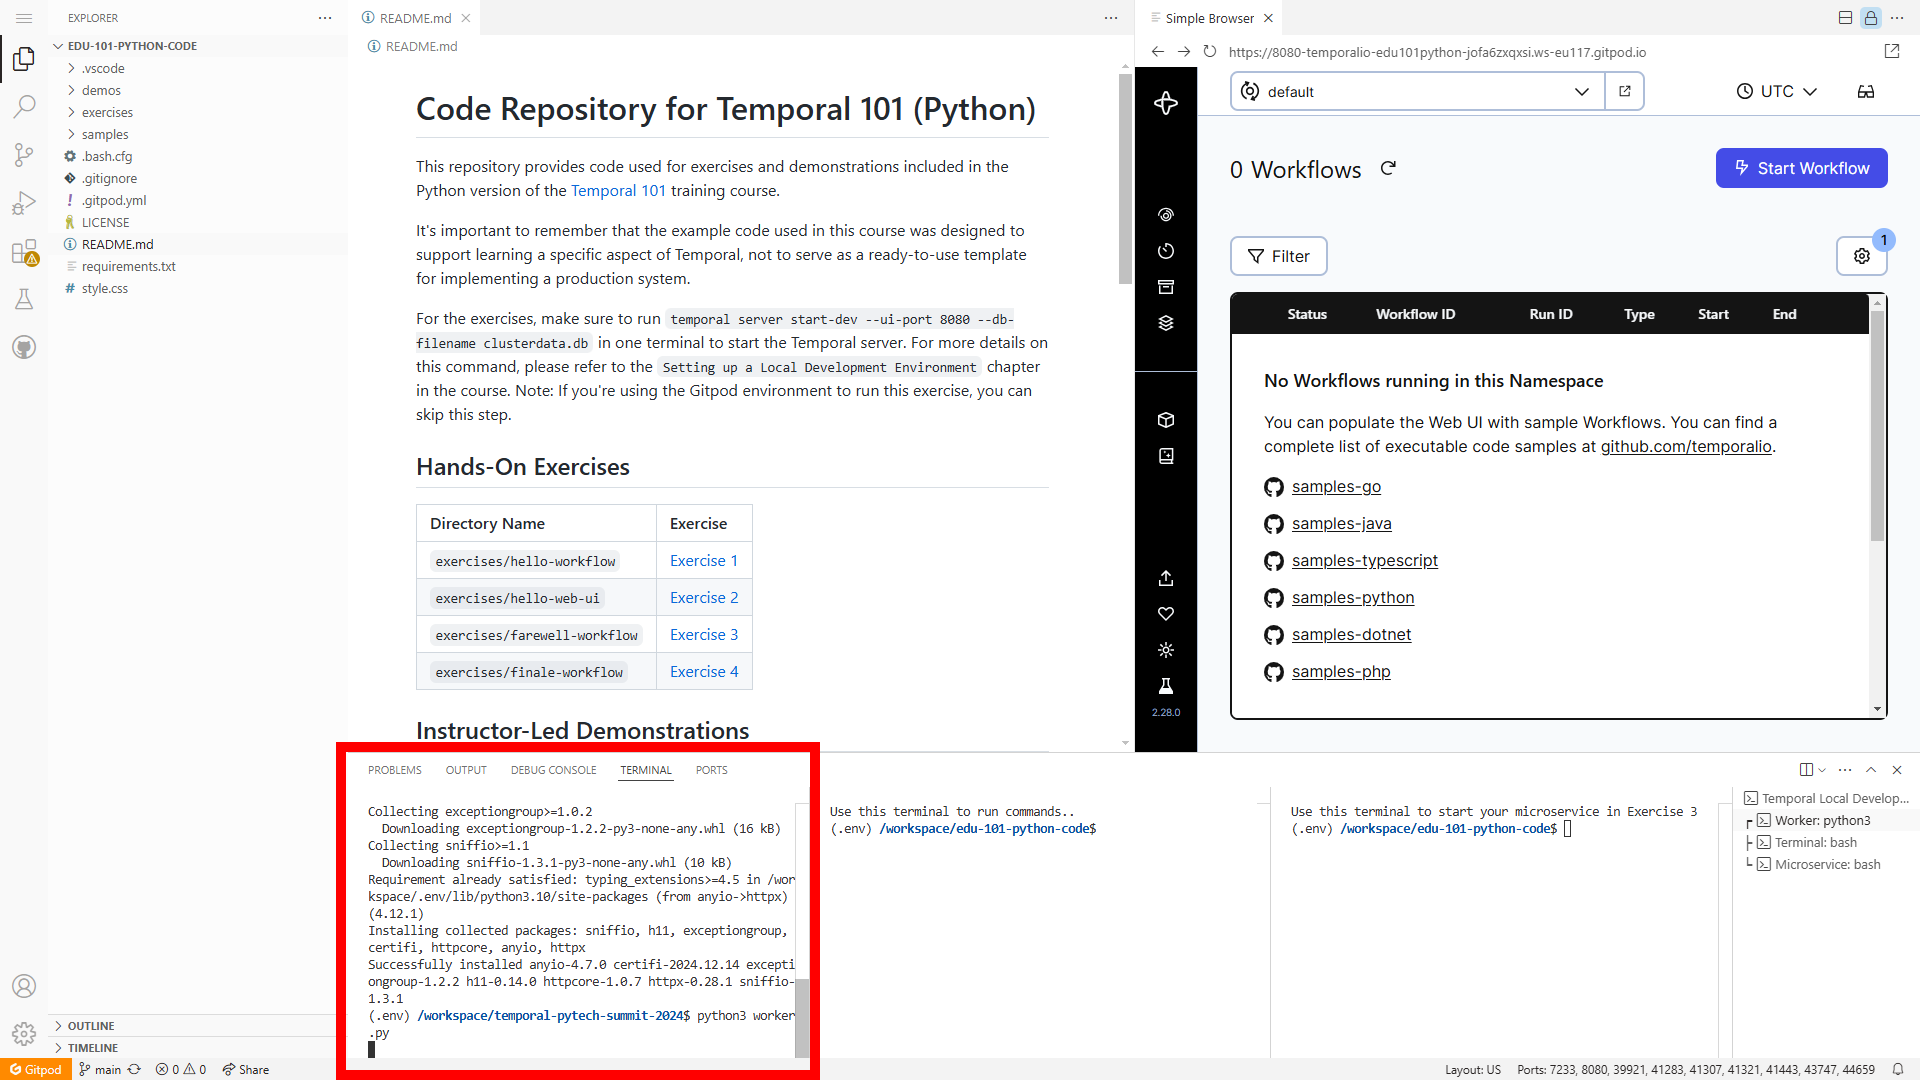 EXPLORER
EDU-101-PYTHON-CODE
.vscode
demos
exercises
samples
.bash.cfg
.gitignore
.gitpod.yml
LICENSE
README.md
requirements.txt
style.css
OUTLINE
TIMELINE
README.md
README.md
Code Repository for Temporal 101 (Python)
This repository provides code used for exercises and demonstrations included in the
Python version of the Temporal 101 training course.
It's important to remember that the example code used in this course was designed to
support learning a specific aspect of Temporal, not to serve as a ready-to-use template
for implementing a production system.
For the exercises, make sure to run temporal server start-dev --ui-port 8080 --db-
filename clusterdata.db in one terminal to start the Temporal server. For more details on
this command, please refer to the Setting up a Local Development Environment chapter
in the course. Note: If you're using the Gitpod environment to run this exercise, you can
skip this step.
Hands-On Exercises
Directory Name Exercise
exercises/hello-workflow Exercise 1
exercises/hello-web-ui Exercise 2
exercises/farewell-workflow Exercise 3
exercises/finale-workflow Exercise 4
Instructor-Led Demonstrations
Simple Browser
https://8080-temporalio-edu101python-jofa6zxqxsi.ws-eu117.gitpod.io
default
UTC
0 Workflows
Start Workflow
Filter
1
Status Workflow ID Run ID Type Start End
No Workflows running in this Namespace
You can populate the Web UI with sample Workflows. You can find a
complete list of executable code samples at github.com/temporalio.
samples-go
samples-java
samples-typescript
samples-python
samples-dotnet
samples-php
2.28.0
PROBLEMS OUTPUT DEBUG CONSOLE TERMINAL PORTS
Collecting exceptiongroup>=1.0.2
Downloading exceptiongroup-1.2.2-py3-none-any.whl (16 kB)
Collecting sniffio>=1.1
Downloading sniffio-1.3.1-py3-none-any.whl (10 kB)
Requirement already satisfied: typing_extensions>=4.5 in /wor
kspace/.env/lib/python3.10/site-packages (from anyio->httpx)
(4.12.1)
Installing collected packages: sniffio, h11, exceptiongroup,
certifi, httpcore, anyio, httpx
Successfully installed anyio-4.7.0 certifi-2024.12.14 excepti
ongroup-1.2.2 h11-0.14.0 httpcore-1.0.7 httpx-0.28.1 sniffio-
1.3.1
(.env) /workspace/temporal-pytech-summit-2024$ python3 worker
.py
Use this terminal to run commands..
(.env) /workspace/edu-101-python-code$
Use this terminal to start your microservice in Exercise 3
(.env) /workspace/edu-101-python-code$
Temporal Local Develop...
Worker: python3
Terminal: bash
Microservice: bash
Gitpod main 0 0 Share
Layout: US Ports: 7233, 8080, 39921, 41283, 41307, 41321, 41443, 43747, 44659